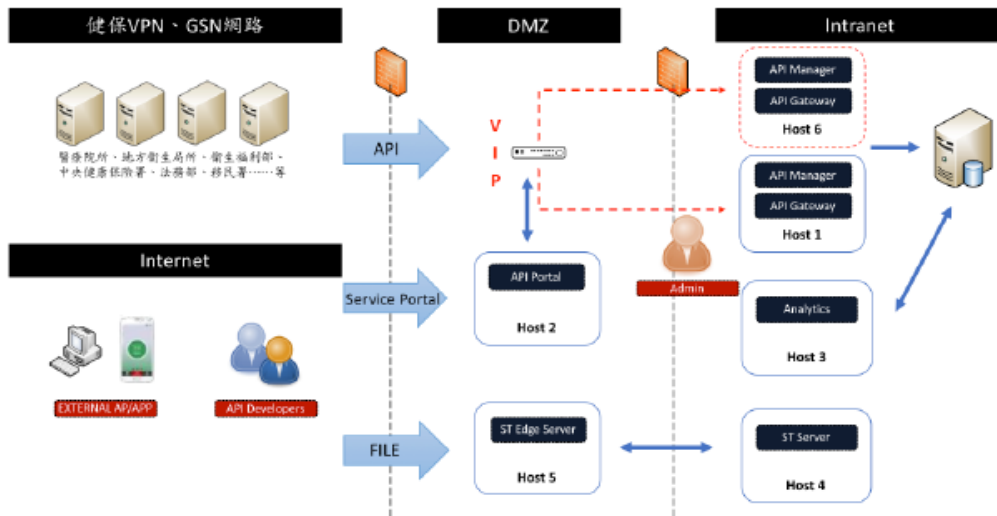 健保VPN、GSN網路
DMZ
Intranet
API Manager
API Gateway
Host 6
醫療院所、地方衛生局所、衛生福利部、
中央健康保險署、法務部、移民署……等
API
V
I
P
API Manager
API Gateway
Host 1
Internet
Service Portal
API Portal
Host 2
Admin
Analytics
Host 3
EXTERNAL AP/APP
API Developers
FILE
ST Edge Server
Host 5
ST Server
Host 4